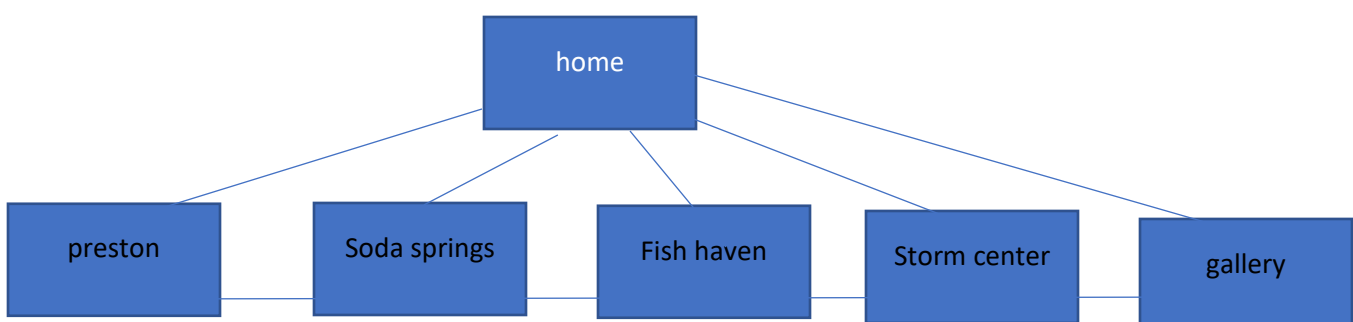 home
preston
Soda springs
Fish haven
Storm center
gallery